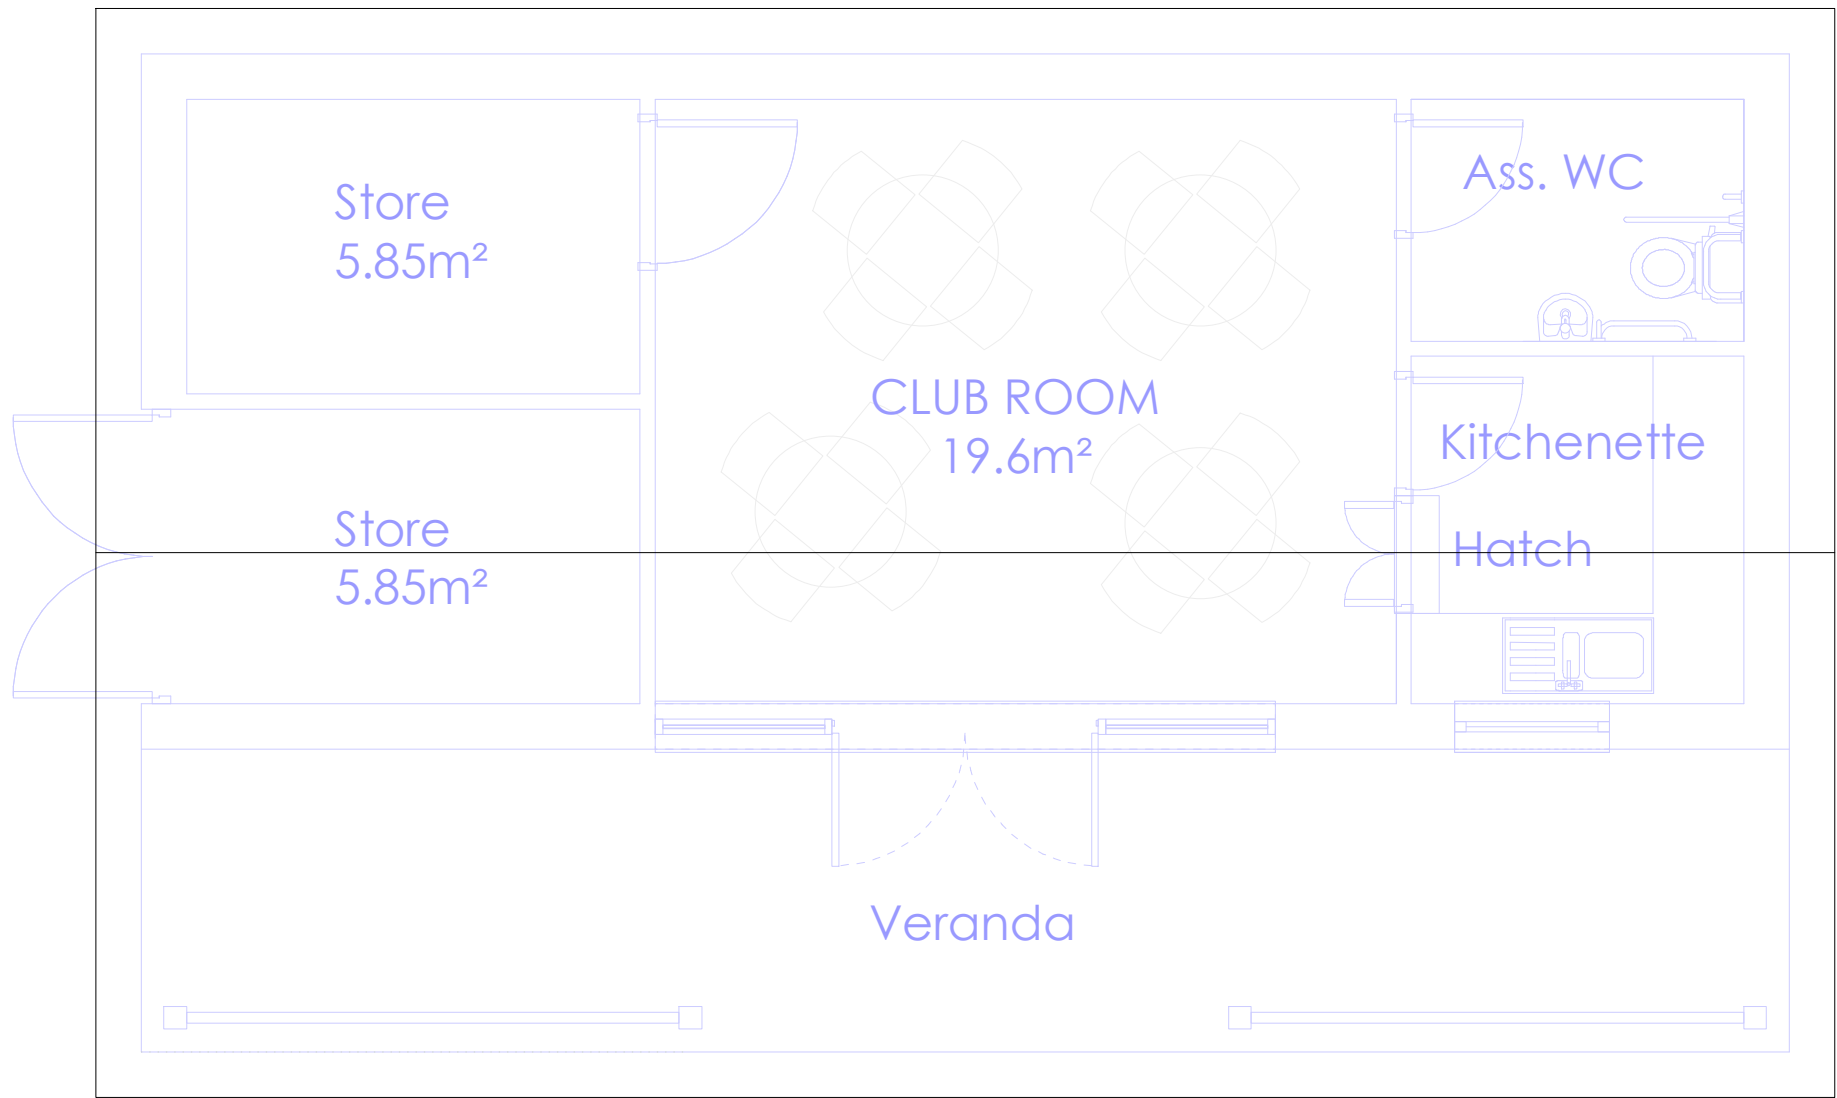 Ass. WC
Store
5.85m²
CLUB ROOM
19.6m²
Kitchenette
Store
5.85m²
Hatch
Veranda